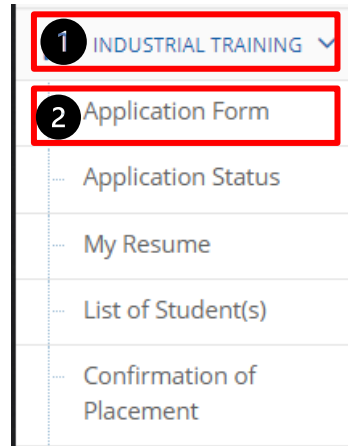 1 INDUSTRIAL TRAINING
2 Application Form
Application Status
My Resume
List of Student(s)
Confirmation of
Placement